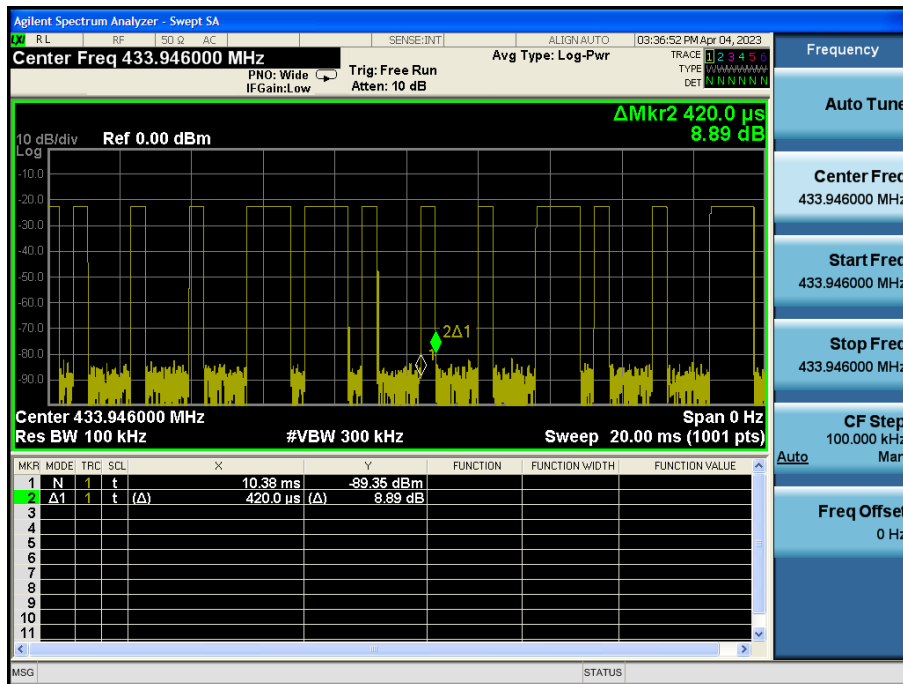 Agilent Spectrum Analyzer - Swept SA
LXI RL RF 50 Ω AC SENSE:INT ALIGN AUTO 03:36:52 PM Apr 04, 2023
Center Freq 433.946000 MHz
PNO: Wide
IFGain:Low
Trig: Free Run
Atten: 10 dB
Avg Type: Log-Pwr
TRACE 1 2 3 4 5 6
TYPE WWWWWW
DET N N N N N N
ΔMkr2 420.0 µs
8.89 dB
10 dB/div Ref 0.00 dBm
Log
-10.0
-20.0
-30.0
-40.0
-50.0
-60.0
-70.0
-80.0
-90.0
2Δ1
1
Center 433.946000 MHz Span 0 Hz
Res BW 100 kHz #VBW 300 kHz Sweep 20.00 ms (1001 pts)
MKR MODE TRC SCL X Y FUNCTION FUNCTION WIDTH FUNCTION VALUE
1 N 1 t 10.38 ms -89.35 dBm
2 Δ1 1 t (Δ) 420.0 µs (Δ) 8.89 dB
3
4
5
6
7
8
9
10
11
MSG STATUS
Frequency
Auto Tune
Center Freq
433.946000 MHz
Start Freq
433.946000 MHz
Stop Freq
433.946000 MHz
CF Step
100.000 kHz
Auto Man
Freq Offset
0 Hz